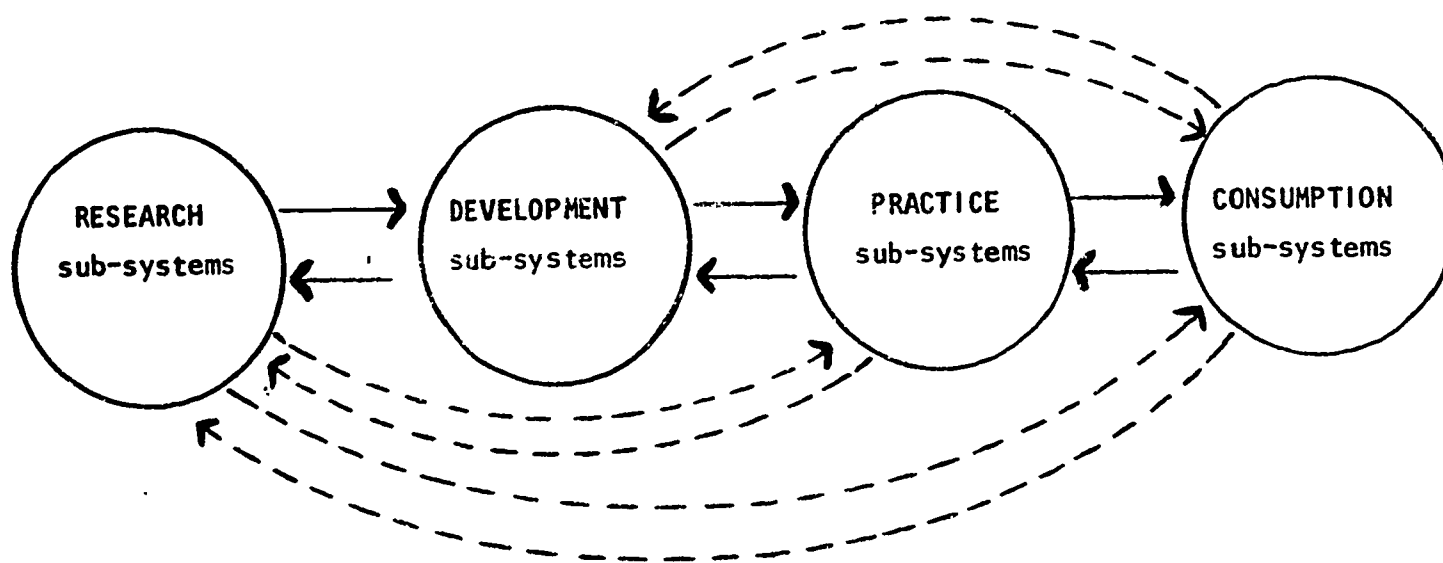 RESEARCH
sub-systems
DEVELOPMENT
sub-systems
PRACTICE
sub-systems
CONSUMPTION
sub-systems